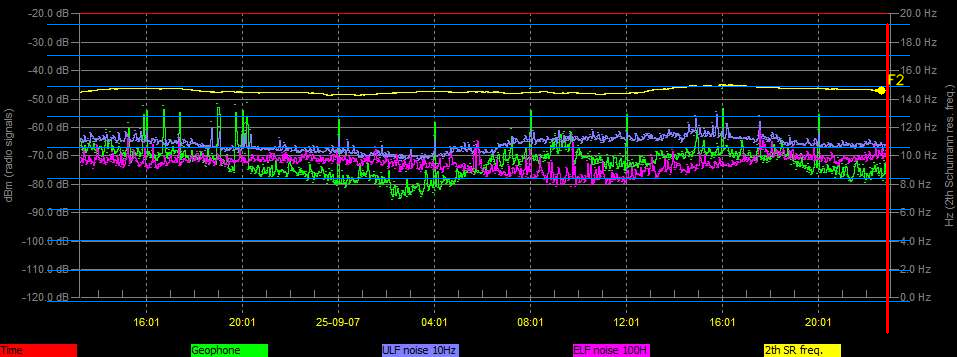 -20.0 dB 20.0 Hz
-30.0 dB 18.0 Hz
-40.0 dB 16.0 Hz
F2
-50.0 dB 14.0 Hz
-60.0 dB 12.0 Hz
-70.0 dB 10.0 Hz
-80.0 dB 8.0 Hz
-90.0 dB 6.0 Hz
-100.0 dB 4.0 Hz
-110.0 dB 2.0 Hz
-120.0 dB 0.0 Hz
dBm (radio signals)
Hz (2th Schumann res. freq.)
16:01 20:01 25-09-07 04:01 08:01 12:01 16:01 20:01
Time Geophone ULF noise 10Hz ELF noise 100H 2th SR freq.